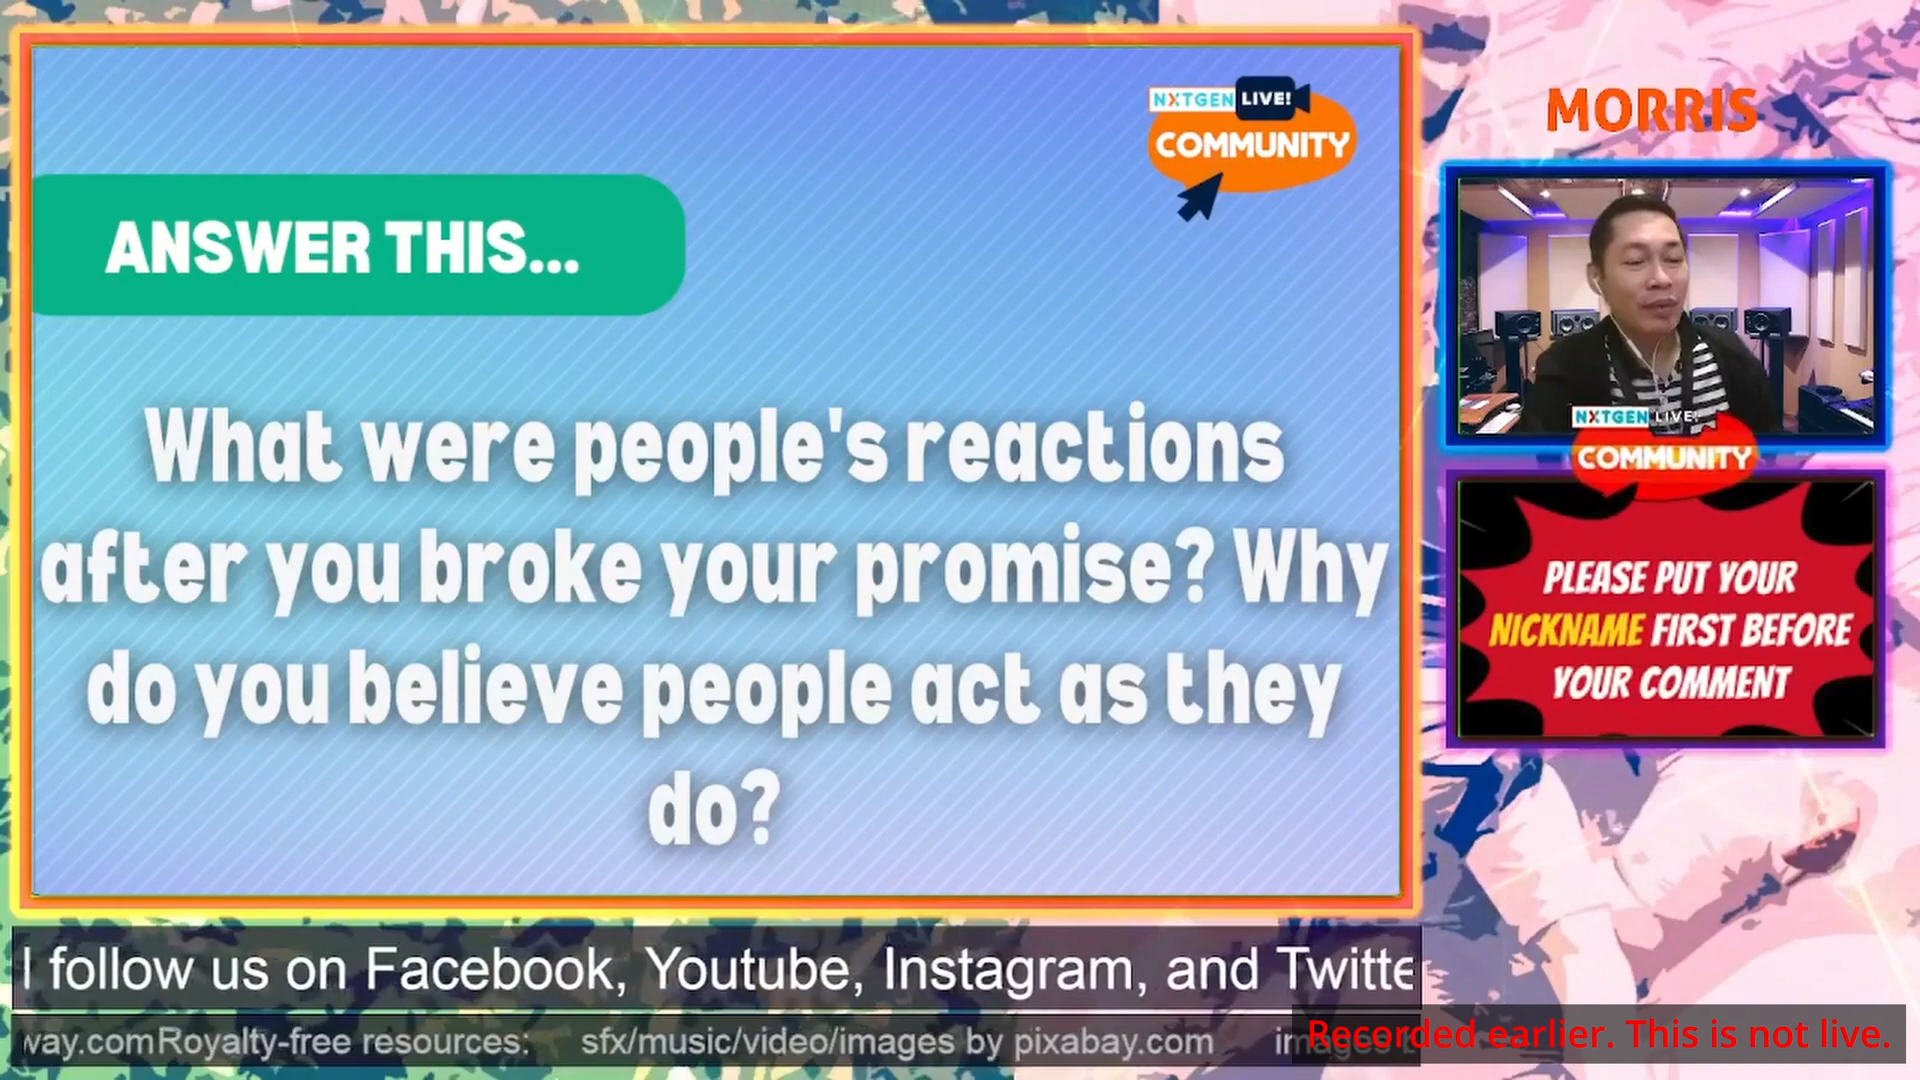 NXTGEN LIVE!
COMMUNITY
ANSWER THIS...
What were people's reactions
after you broke your promise? Why
do you believe people act as they
do?
MORRIS
NXTGEN LIVE!
COMMUNITY
PLEASE PUT YOUR
NICKNAME FIRST BEFORE
YOUR COMMENT
follow us on Facebook, Youtube, Instagram, and Twitte
way.comRoyalty-free resources: sfx/music/video/images by pixabay.com
Recorded earlier. This is not live.